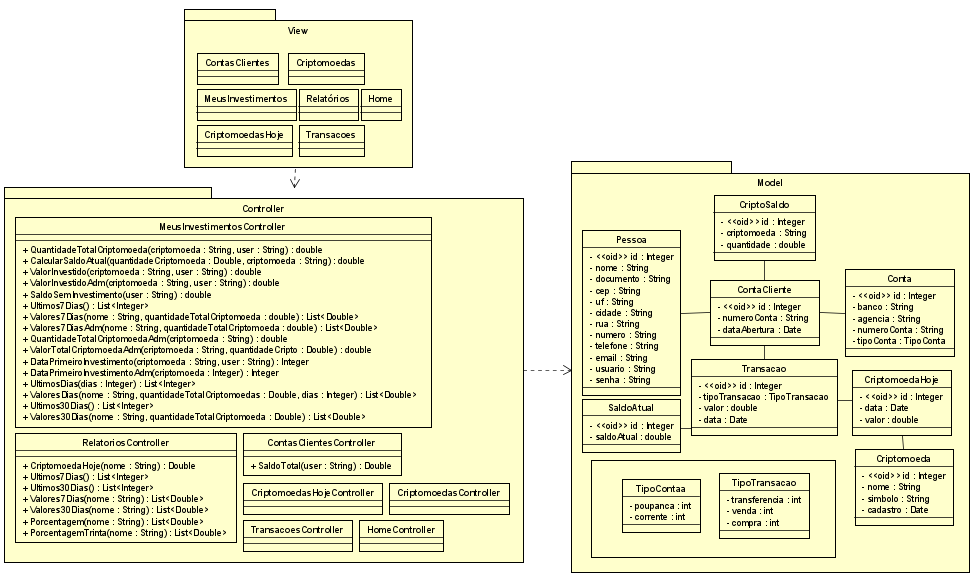 View
ContasClientes
Criptomoedas
MeusInvestimentos
Relatórios
Home
CriptomoedasHoje
Transacoes
Controller
MeusInvestimentosController
+ QuantidadeTotalCriptomoeda(criptomoeda : String, user : String) : double
+ CalcularSaldoAtual(quantidadeCriptomoeda : Double, criptomoeda : String) : double
+ ValorInvestido(criptomoeda : String, user : String) : double
+ ValorInvestidoAdm(criptomoeda : String, user : String) : double
+ SaldoSemInvestimento(user : String) : double
+ Ultimos7Dias() : List<Integer>
+ Valores7Dias(nome : String, quantidadeTotalCriptomoeda : double) : List<Double>
+ Valores7DiasAdm(nome : String, quantidadeTotalCriptomoeda : double) : List<Double>
+ QuantidadeTotalCriptomoedaAdm(criptomoeda : String) : double
+ ValorTotalCriptomoedaAdm(criptomoeda : String, quantidadeCripto : Double) : double
+ DataPrimeiroInvestimento(criptomoeda : String, user : String) : Integer
+ DataPrimeiroInvestimentoAdm(criptomoeda : Integer) : Integer
+ UltimosDias(dias : Integer) : List<Integer>
+ ValoresDias(nome : String, quantidadeTotalCriptomoedas : Double, dias : Integer) : List<Double>
+ Ultimos30Dias() : List<Integer>
+ Valores30Dias(nome : String, quantidadeTotalCriptomoeda : Double) : List<Double>
RelatoriosController
+ CriptomoedaHoje(nome : String) : Double
+ Ultimos7Dias() : List<Integer>
+ Ultimos30Dias() : List<Integer>
+ Valores7Dias(nome : String) : List<Double>
+ Valores30Dias(nome : String) : List<Double>
+ Porcentagem(nome : String) : List<Double>
+ PorcentagemTrinta(nome : String) : List<Double>
ContasClientesController
+ SaldoTotal(user : String) : Double
CriptomoedasHojeController
CriptomoedasController
TransacoesController
HomeController
Model
CriptoSaldo
- <<oid>> id : Integer
- criptomoeda : String
- quantidade : double
Pessoa
- <<oid>> id : Integer
- nome : String
- documento : String
- cep : String
- uf : String
- cidade : String
- rua : String
- numero : String
- telefone : String
- email : String
- usuario : String
- senha : String
ContaCliente
- <<oid>> id : Integer
- numeroConta : String
- dataAbertura : Date
Conta
- <<oid>> id : Integer
- banco : String
- agencia : String
- numeroConta : String
- tipoConta : TipoConta
Transacao
- <<oid>> id : Integer
- tipoTransacao : TipoTransacao
- valor : double
- data : Date
CriptomoedaHoje
- <<oid>> id : Integer
- data : Date
- valor : double
SaldoAtual
- <<oid>> id : Integer
- saldoAtual : double
Criptomoeda
- <<oid>> id : Integer
- nome : String
- simbolo : String
- cadastro : Date
TipoContaa
- poupanca : int
- corrente : int
TipoTransacao
- transferencia : int
- venda : int
- compra : int